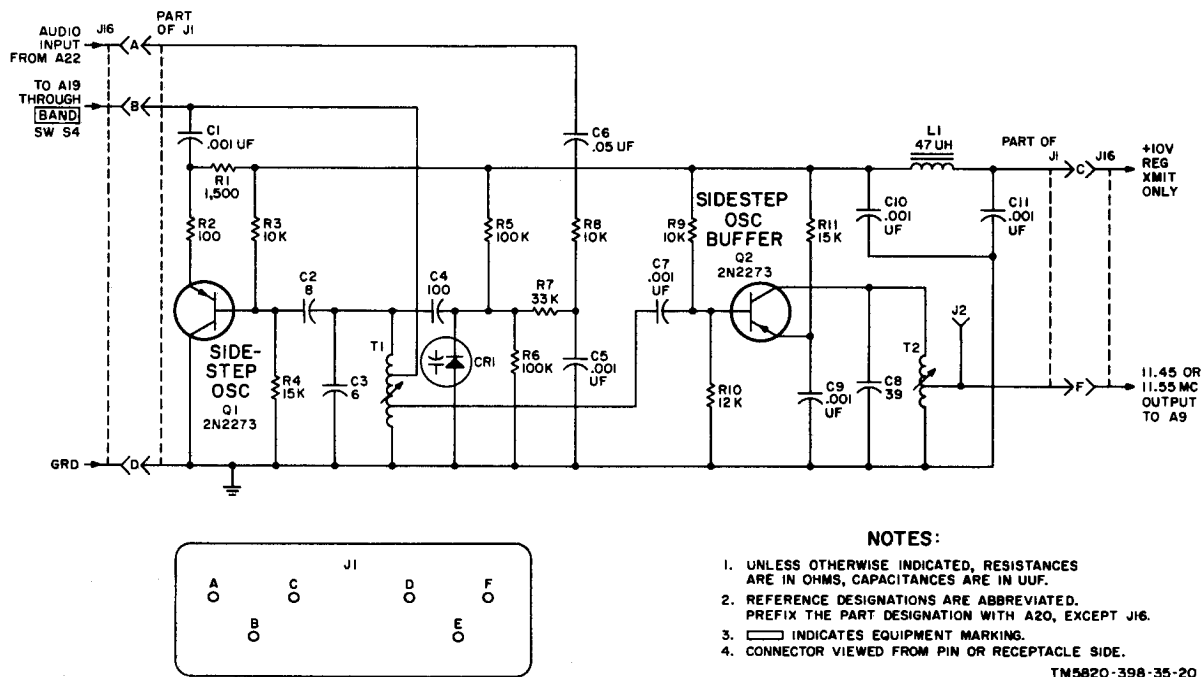 AUDIO
INPUT
FROM A22
J16
PART
OF J1
A
TO A19
THROUGH
BAND
SW S4
B
C1
.001 UF
C6
.05 UF
L1
47 UH
PART OF
J1
J16
C
+10V
REG
XMIT
ONLY
R1
1,500
R2
100
R3
10K
R5
100K
R8
10K
R9
10K
SIDESTEP
OSC
BUFFER
Q2
2N2273
R11
15K
C10
.001
UF
C11
.001
UF
C2
8
C4
100
R7
33K
C7
.001
UF
J2
SIDE-
STEP
OSC
Q1
2N2273
R4
15K
C3
6
T1
CR1
R6
100K
C5
.001
UF
R10
12K
C9
.001
UF
C8
39
T2
F
11.45 OR
11.55 MC
OUTPUT
TO A9
GRD
D
J1
A
C
D
F
B
E
NOTES:
1. UNLESS OTHERWISE INDICATED, RESISTANCES
ARE IN OHMS, CAPACITANCES ARE IN UUF.
2. REFERENCE DESIGNATIONS ARE ABBREVIATED.
PREFIX THE PART DESIGNATION WITH A20, EXCEPT J16.
3. INDICATES EQUIPMENT MARKING.
4. CONNECTOR VIEWED FROM PIN OR RECEPTACLE SIDE.
TM5820-398-35-20